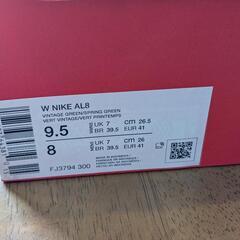 W NIKE AL8
VINTAGE GREEN/SPRING GREEN
VERT VINTAGE/VERT PRINTEMPS
9.5 UK 7 cm 26.5
BR 39.5 EUR 41
8 UK 7 cm 26
BR 39.5 EUR 41
FJ3794 300